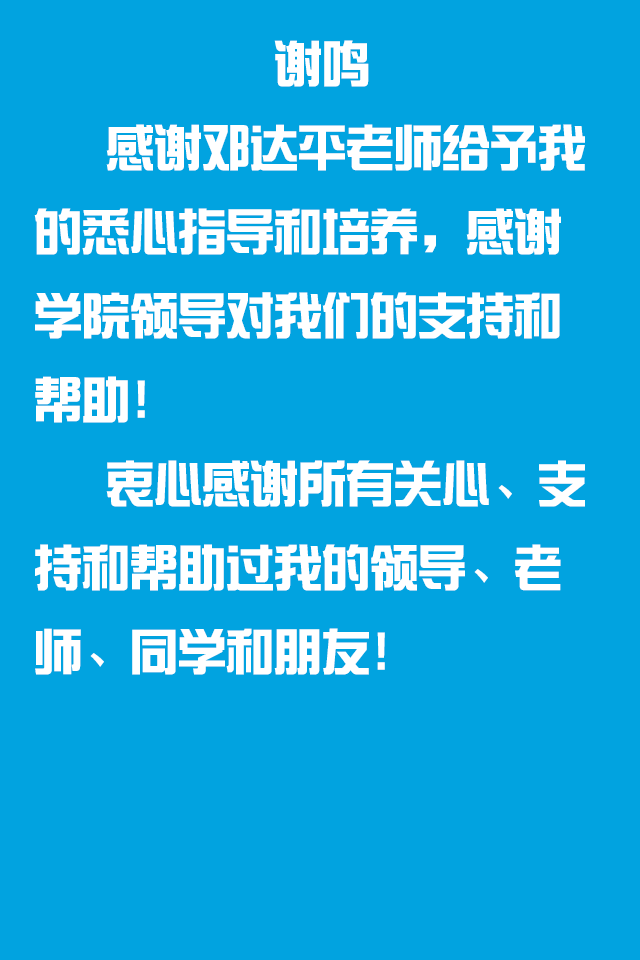 谢鸣
感谢邓达平老师给予我
的悉心指导和培养，感谢
学院领导对我们的支持和
帮助！
衷心感谢所有关心、支
持和帮助过我的领导、老
师、同学和朋友！